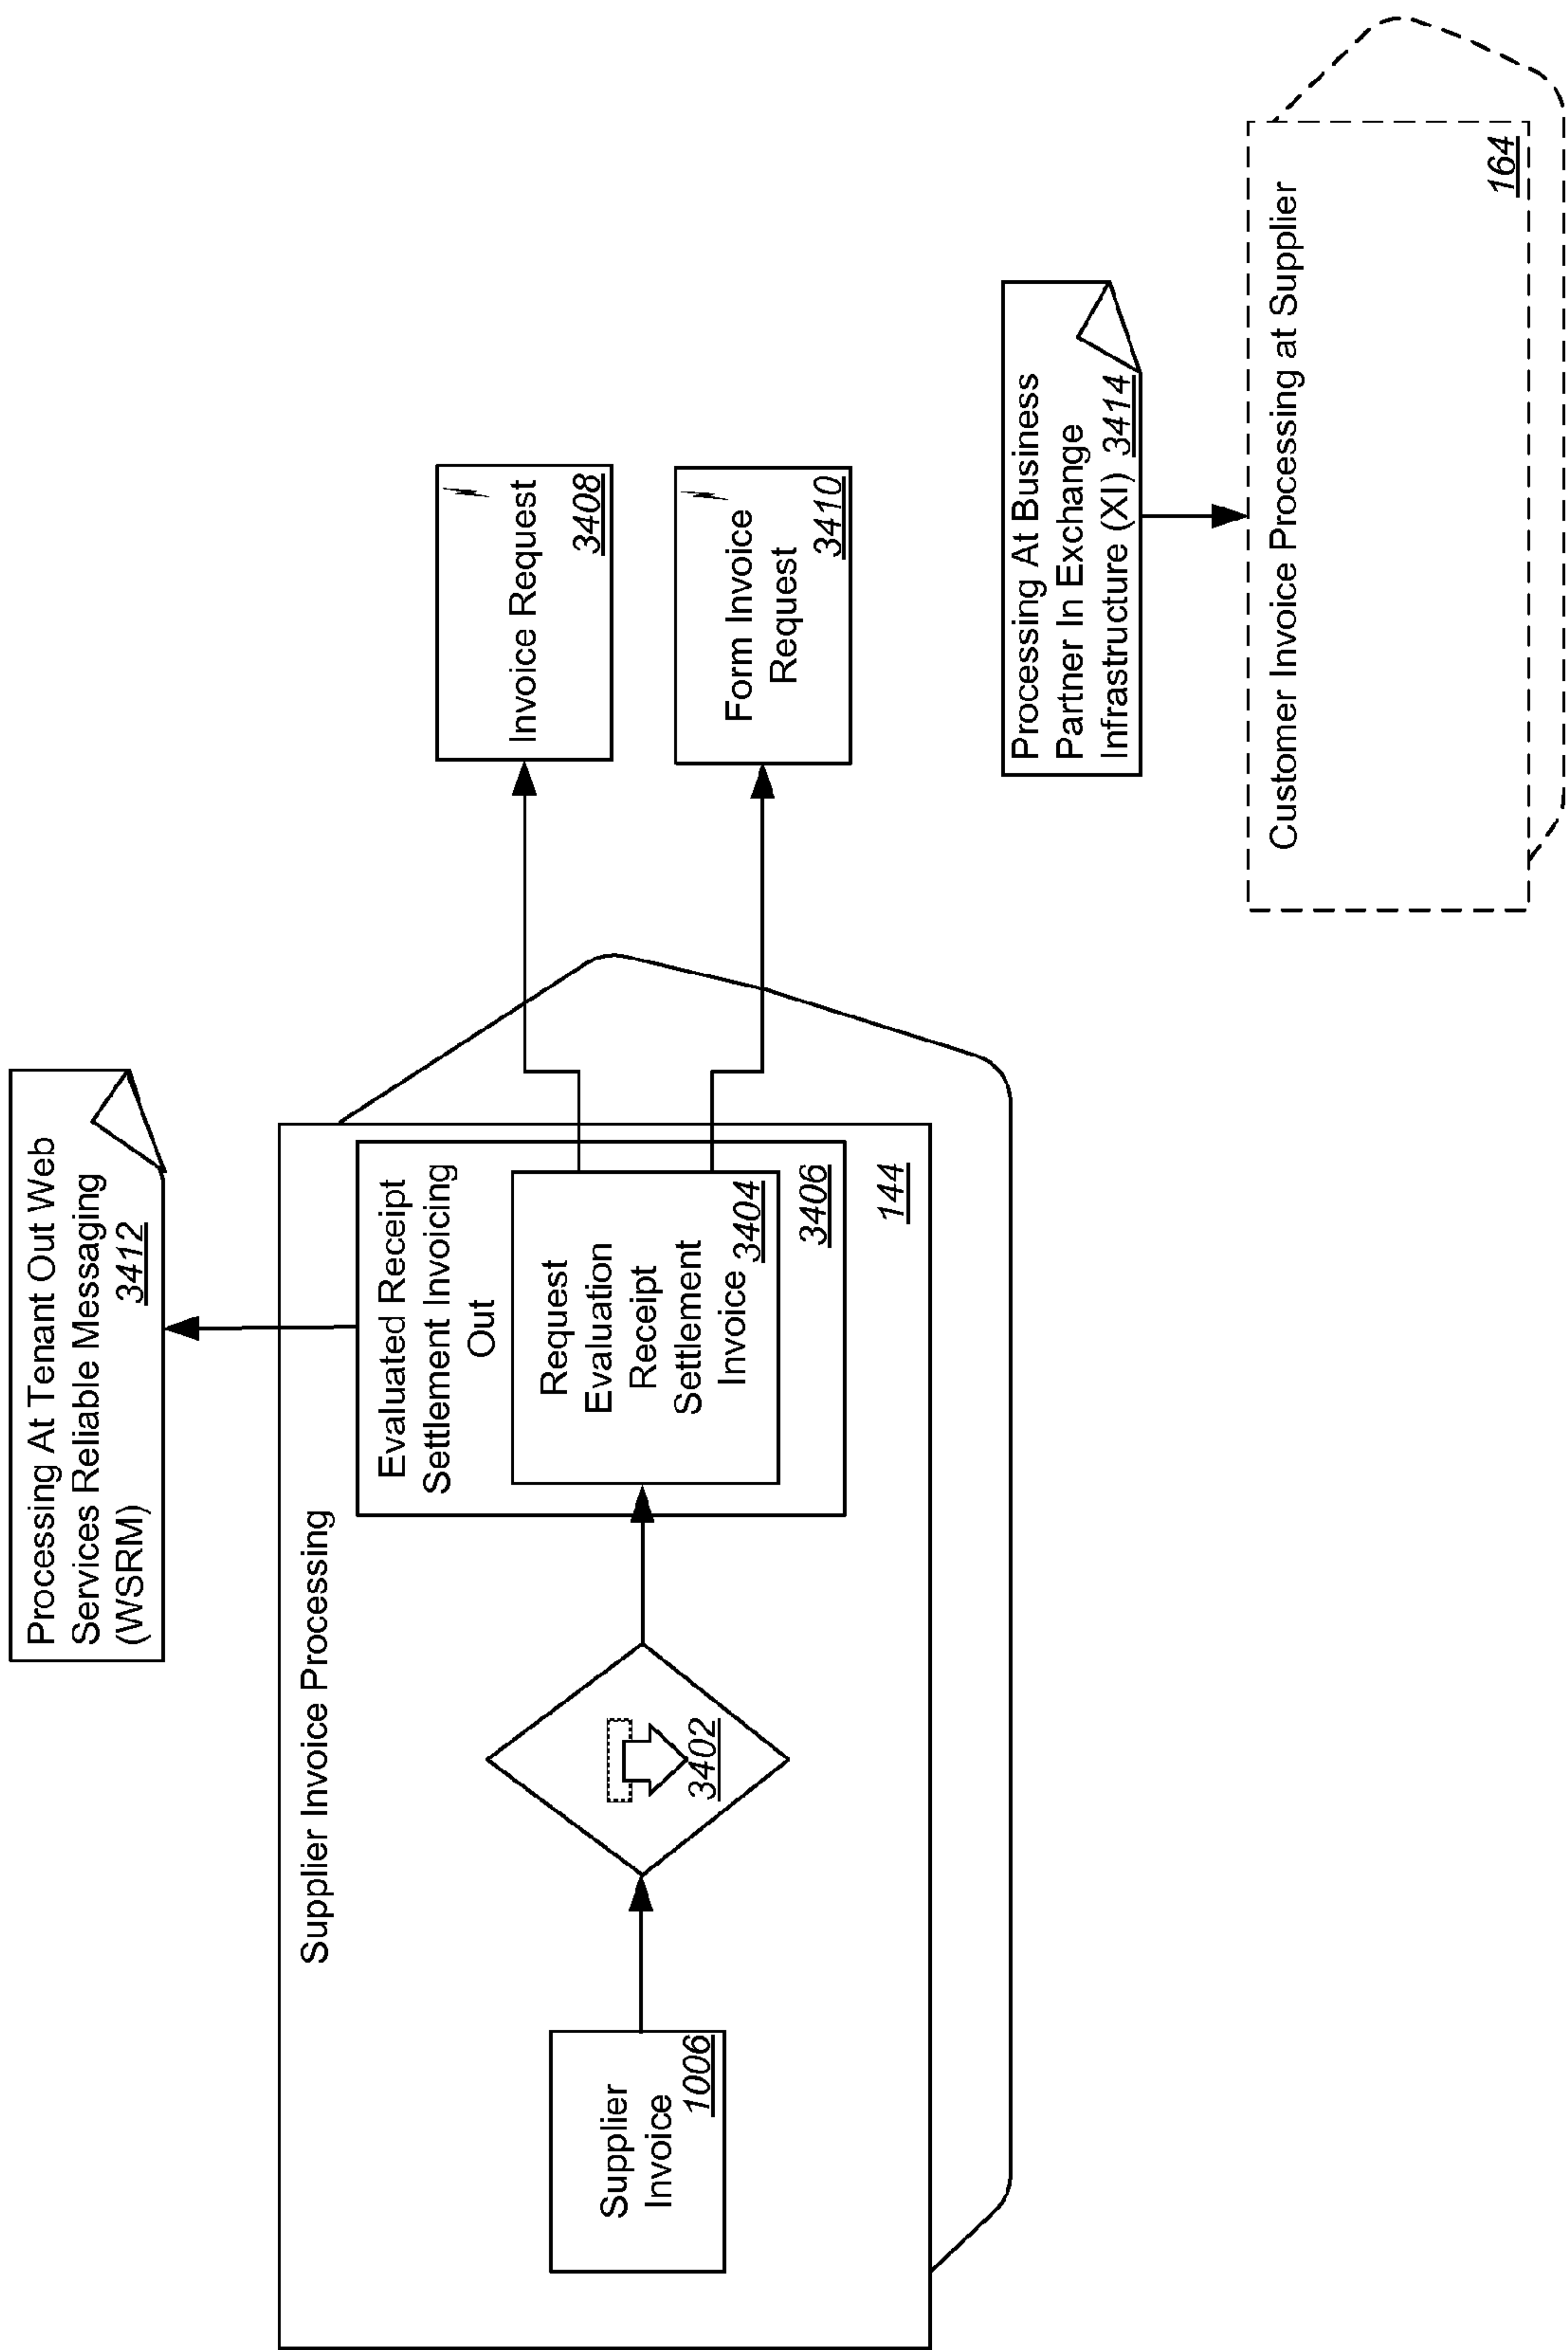 Processing At Tenant Out Web
Services Reliable Messaging
(WSRM)
3412
Supplier Invoice Processing
Supplier
Invoice
1006
3402
Evaluated Receipt
Settlement Invoicing
Out
Request
Evaluation
Receipt
Settlement
Invoice 3404
3406
144
Invoice Request
3408
Form Invoice
Request
3410
Processing At Business
Partner In Exchange
Infrastructure (XI) 3414
Customer Invoice Processing at Supplier
164